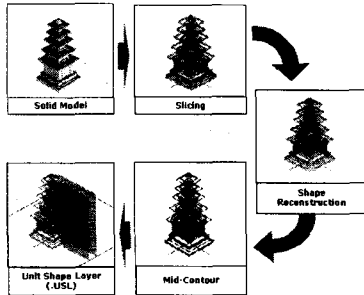 Solid Model
Slicing
Shape
Reconstruction
Mid-Contour
Unit Shape Layer
(.USL)